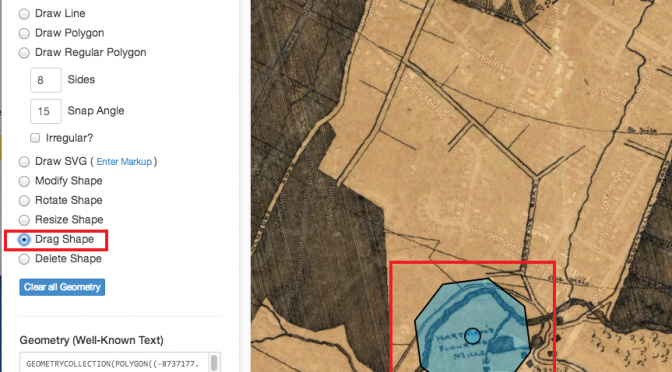 Draw Line
Draw Polygon
Draw Regular Polygon
8 Sides
15 Snap Angle
Irregular?
Draw SVG ( Enter Markup )
Modify Shape
Rotate Shape
Resize Shape
Drag Shape
Delete Shape
Clear all Geometry
Geometry (Well-Known Text)
GEOMETRYCOLLECTION(POLYGON((-8737177.
Rougemont
FLOURING
MILLS